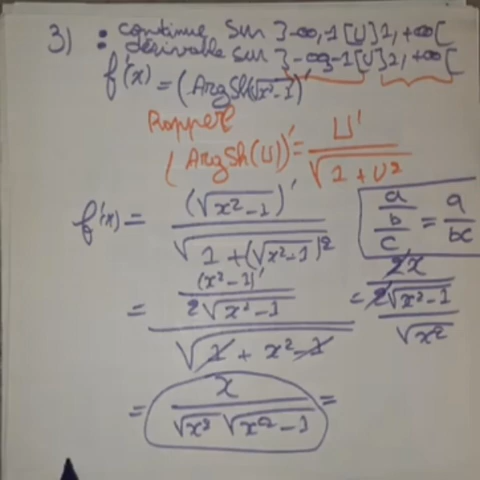 3) : continue sur ]-∞,-1[U]1,+∞[
dérivable sur ]-∞,-1[U]1,+∞[
f'(x) = (ArgSh(√(x²-1)))'
Rappel
(ArgSh(U))' = U' / √(1+U²)
f'(x) = (√(x²-1))' / √(1+(√(x²-1))²)
(a/b)/c = a/bc
= ((x²-1)' / 2√(x²-1)) / √(1+x²-1) = (2x / 2√(x²-1)) / √x²
= x / (√x² √(x²-1)) =